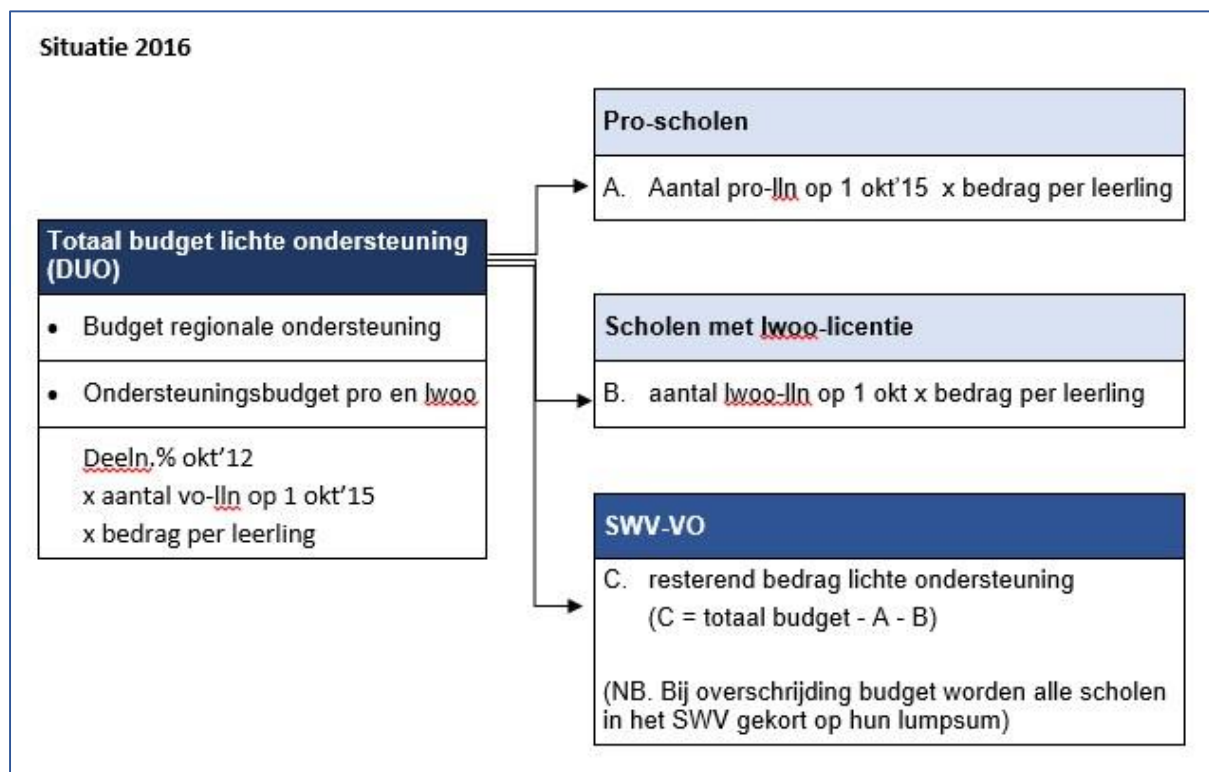 Situatie 2016
Totaal budget lichte ondersteuning
(DUO)
• Budget regionale ondersteuning
• Ondersteuningsbudget pro en lwoo
Deeln.% okt'12
x aantal vo-lln op 1 okt'15
x bedrag per leerling
Pro-scholen
A. Aantal pro-lln op 1 okt'15 x bedrag per leerling
Scholen met lwoo-licentie
B. aantal lwoo-lln op 1 okt x bedrag per leerling
SWV-VO
C. resterend bedrag lichte ondersteuning
(C = totaal budget - A - B)
(NB. Bij overschrijding budget worden alle scholen
in het SWV gekort op hun lumpsum)